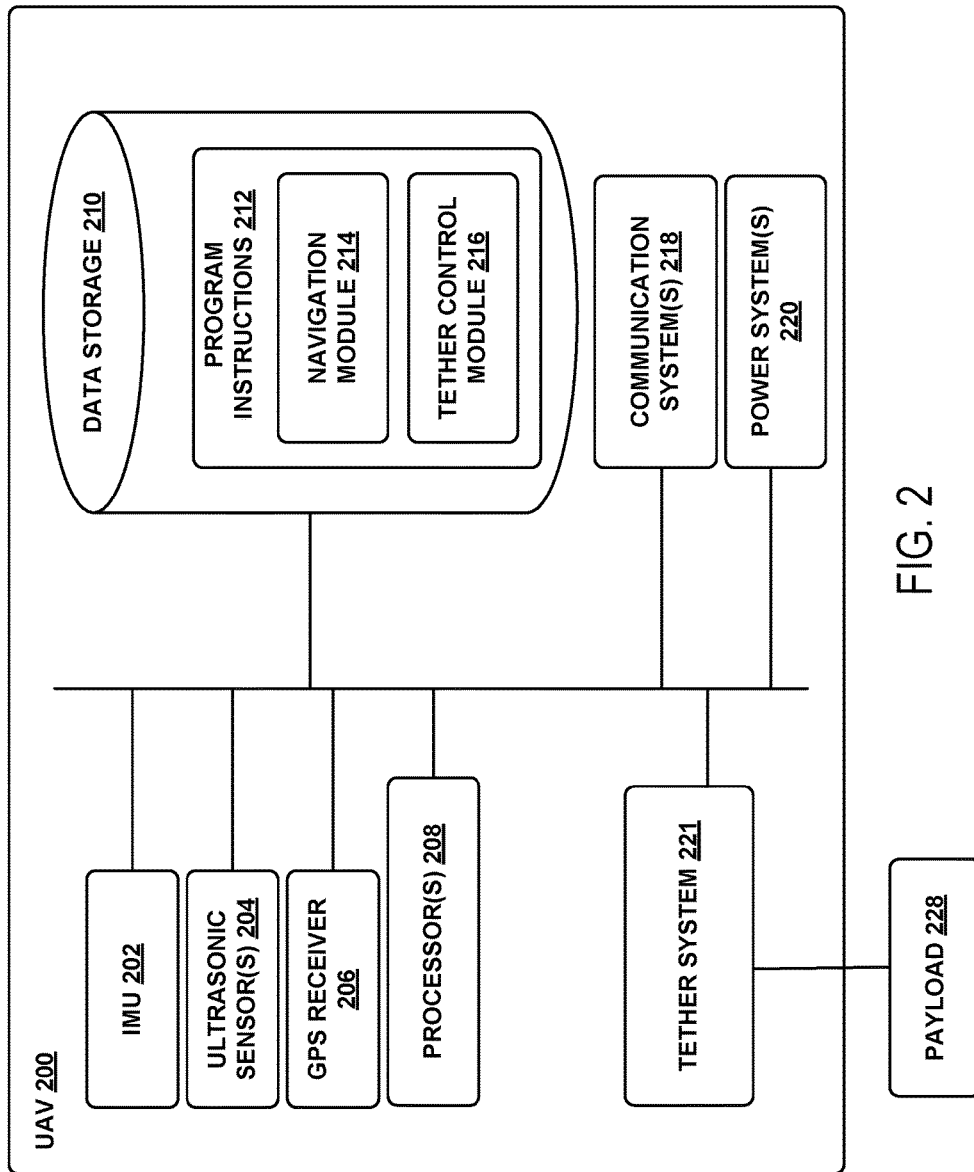 UAV 200
IMU 202
ULTRASONIC
SENSOR(S) 204
GPS RECEIVER
206
PROCESSOR(S) 208
TETHER SYSTEM 221
PAYLOAD 228
DATA STORAGE 210
PROGRAM
INSTRUCTIONS 212
NAVIGATION
MODULE 214
TETHER CONTROL
MODULE 216
COMMUNICATION
SYSTEM(S) 218
POWER SYSTEM(S)
220
FIG. 2